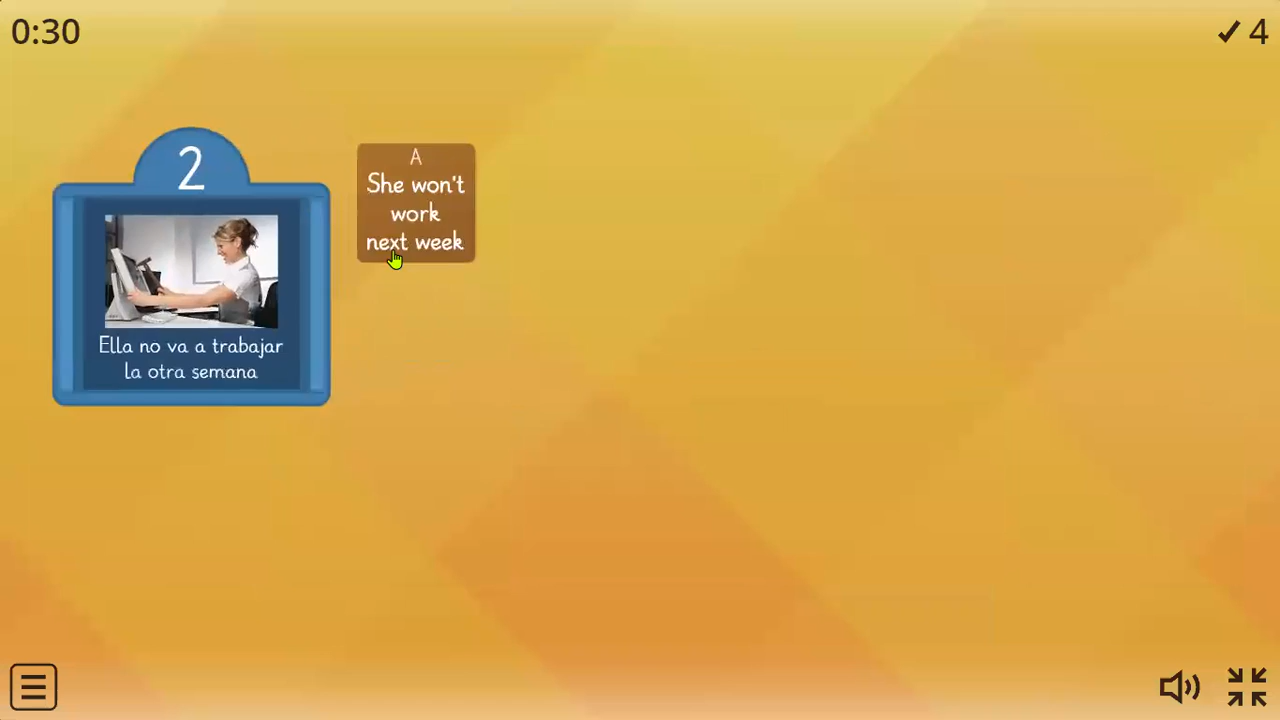 0:30
✓ 4
2
Ella no va a trabajar
la otra semana
A
She won't
work
next week